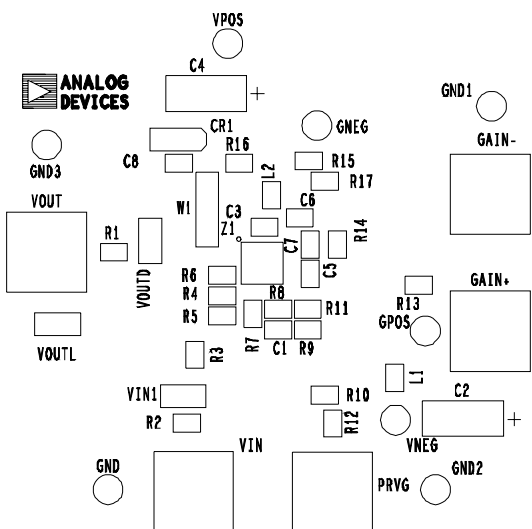 VPOS
C4
ANALOG
DEVICES
GND1
CR1
GNEG
GAIN-
R16
C8
R15
GND3
L2
R17
VOUT
W1
C6
C3
Z1
R1
C7
R14
VOUTD
C5
R6
R4
R8
GAIN+
R13
R5
R11
GPOS
R7
C1
R9
VOUTL
R3
L1
VIN1
R10
C2
R2
R12
VIN
VNEG
GND
GND2
PRVG